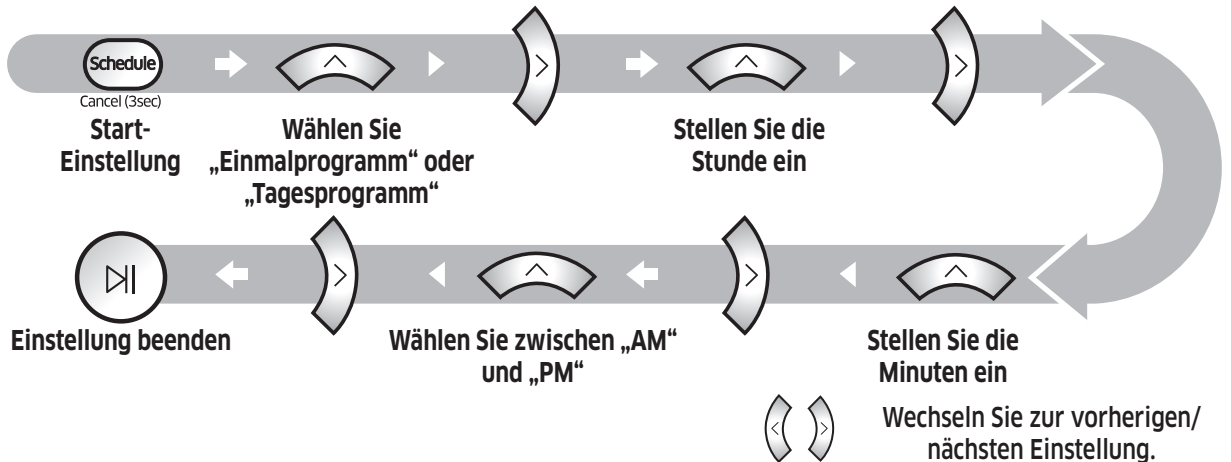 Schedule
Cancel (3sec)
Start-
Einstellung
Wählen Sie
„Einmalprogramm“ oder
„Tagesprogramm“
Stellen Sie die
Stunde ein
Stellen Sie die
Minuten ein
Wählen Sie zwischen „AM“
und „PM“
Einstellung beenden
Wechseln Sie zur vorherigen/
nächsten Einstellung.